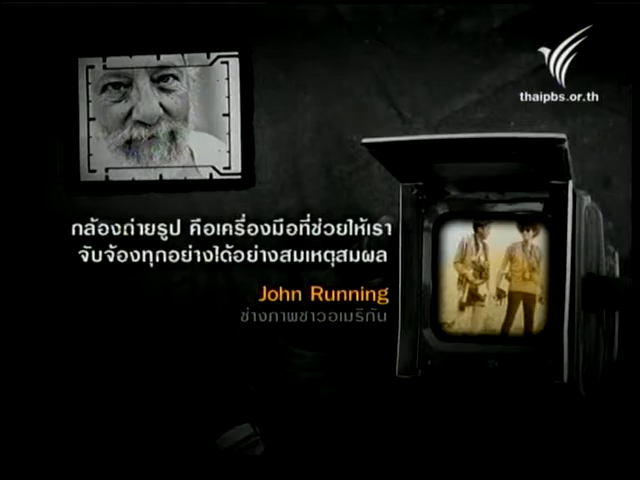 thaipbs.or.th
กล้องถ่ายรูป คือเครื่องมือที่ช่วยให้เรา
จับจ้องทุกอย่างได้อย่างสมเหตุสมผล
John Running
ช่างภาพชาวอเมริกัน